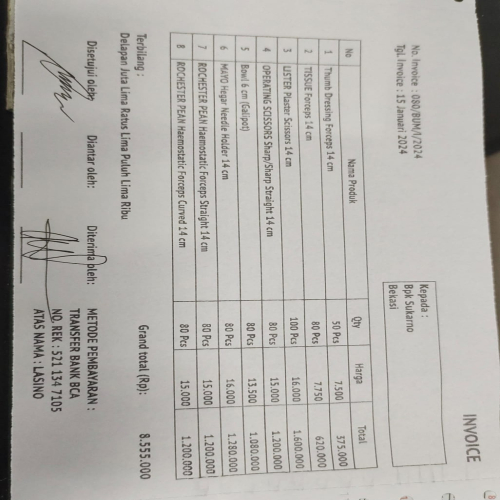 INVOICE
No. Invoice : 080/BUM/I/2024
Tgl. Invoice : 15 Januari 2024
Kepada :
Bpk Sukarno
Bekasi
No Nama Produk Qty Harga Total
1 Thumb Dressing Forceps 14 cm 50 Pcs 7.500 375.000
2 TISSUE Forceps 14 cm 80 Pcs 7.750 620.000
3 LISTER Plaster Scissors 14 cm 100 Pcs 16.000 1.600.000
4 OPERATING SCISSORS Sharp/Sharp Straight 14 cm 80 Pcs 15.000 1.200.000
5 Bowl 6 cm (Galipot) 80 Pcs 13.500 1.080.000
6 MAYO Hegar Needle Holder 14 cm 80 Pcs 16.000 1.280.000
7 ROCHESTER PEAN Haemostatic Forceps Straight 14 cm 80 Pcs 15.000 1.200.000
8 ROCHESTER PEAN Haemostatic Forceps Curved 14 cm 80 Pcs 15.000 1.200.000
Grand total (Rp): 8.555.000
Terbilang :
Delapan Juta Lima Ratus Lima Puluh Lima Ribu
Disetujui oleh: Diantar oleh: Diterima oleh:
METODE PEMBAYARAN :
TRANSFER BANK BCA
NO. REK : 521 134 7105
ATAS NAMA : LASINO